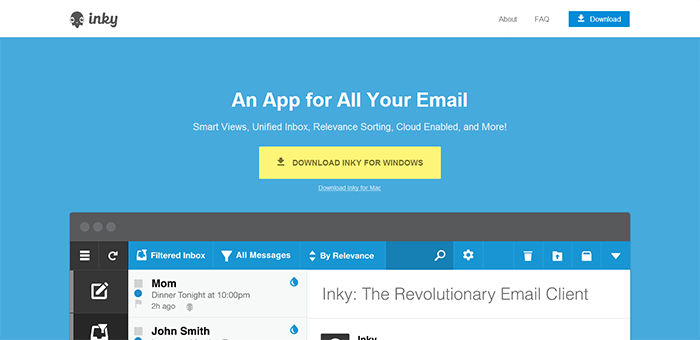 inky
About
FAQ
Download
An App for All Your Email
Smart Views, Unified Inbox, Relevance Sorting, Cloud Enabled, and More!
DOWNLOAD INKY FOR WINDOWS
Download Inky for Mac
Filtered Inbox
All Messages
By Relevance
Mom
Dinner Tonight at 10:00pm
2h ago
Inky: The Revolutionary Email Client
John Smith
Inky